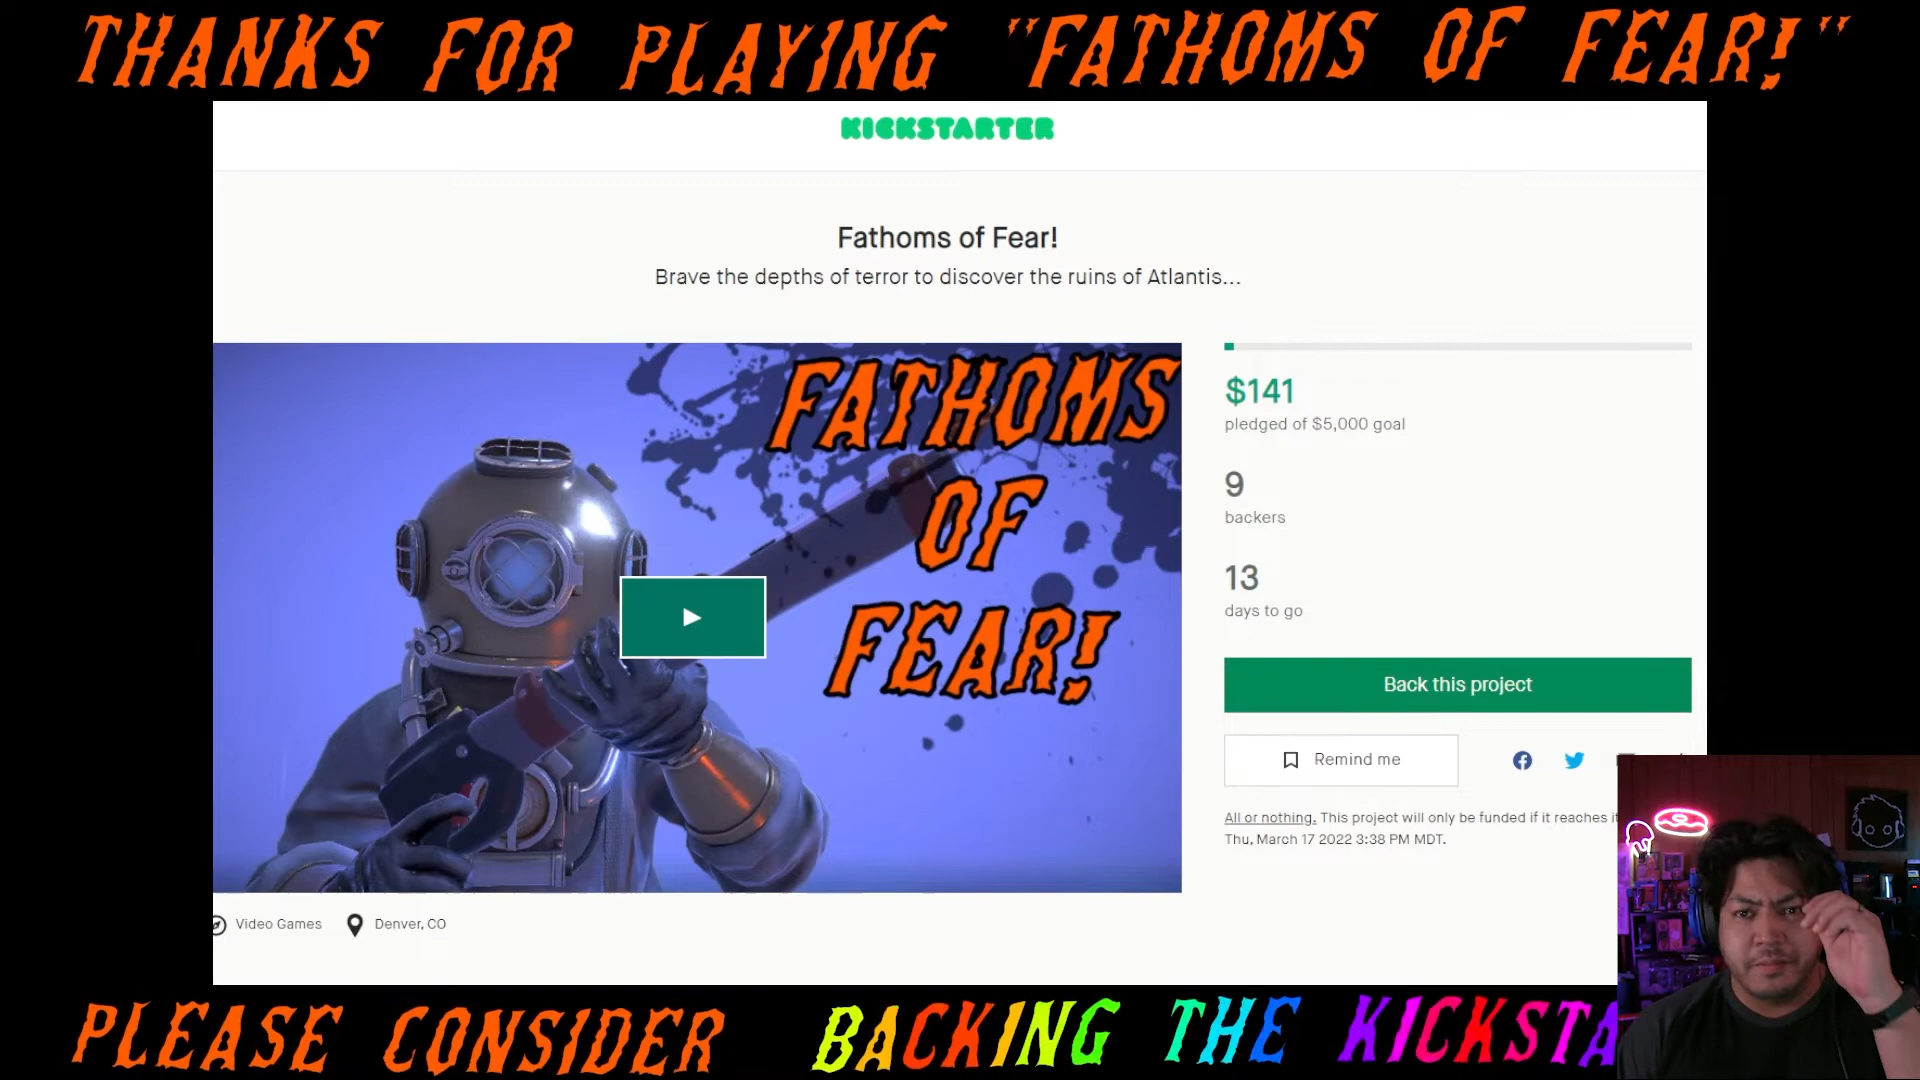 THANKS FOR PLAYING "FATHOMS OF FEAR!"
KICKSTARTER
Fathoms of Fear!
Brave the depths of terror to discover the ruins of Atlantis...
FATHOMS
OF
FEAR!
$141
pledged of $5,000 goal
9
backers
13
days to go
Back this project
Remind me
All or nothing. This project will only be funded if it reaches
Thu, March 17 2022 3:38 PM MDT.
Video Games
Denver, CO
PLEASE CONSIDER BACKING THE KICKSTA